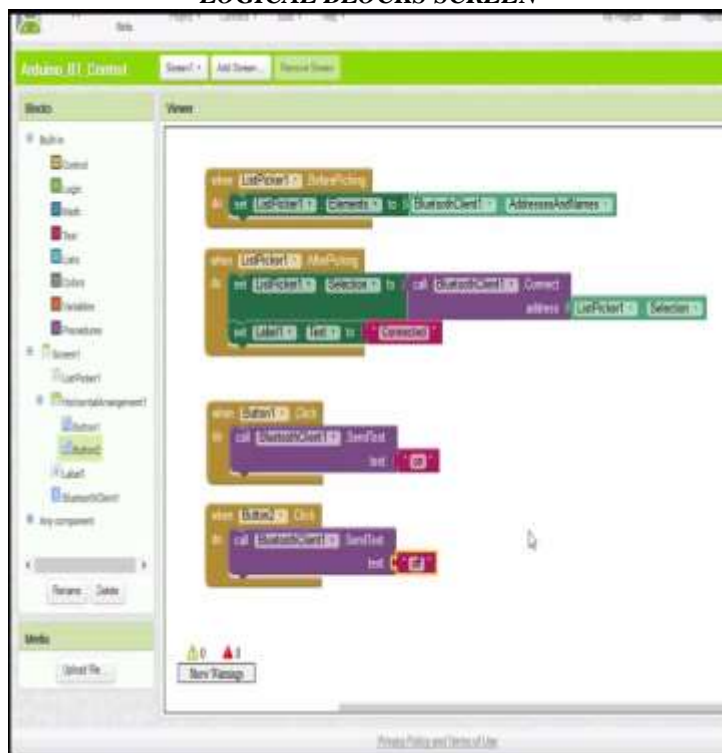 LOGICAL BLOCKS SCREEN
Beta
Arduino_BT_Control
Screen1
Add Screen...
Remove Screen
Blocks
Viewer
Built-in
Control
Logic
Math
Text
Lists
Colors
Variables
Procedures
Screen1
ListPicker1
HorizontalArrangement1
Button1
Button2
Label1
BluetoothClient1
Any component
Rename
Delete
Media
Upload File...
when ListPicker1 .BeforePicking
do set ListPicker1 . Elements to BluetoothClient1 . AddressesAndNames
when ListPicker1 .AfterPicking
do set ListPicker1 . Selection to call BluetoothClient1 .Connect
address ListPicker1 . Selection
set Label1 . Text to " Connected "
when Button1 .Click
do call BluetoothClient1 .SendText
text " on "
when Button2 .Click
do call BluetoothClient1 .SendText
text " off "
0
Show Warnings
Privacy Policy and Terms of Use